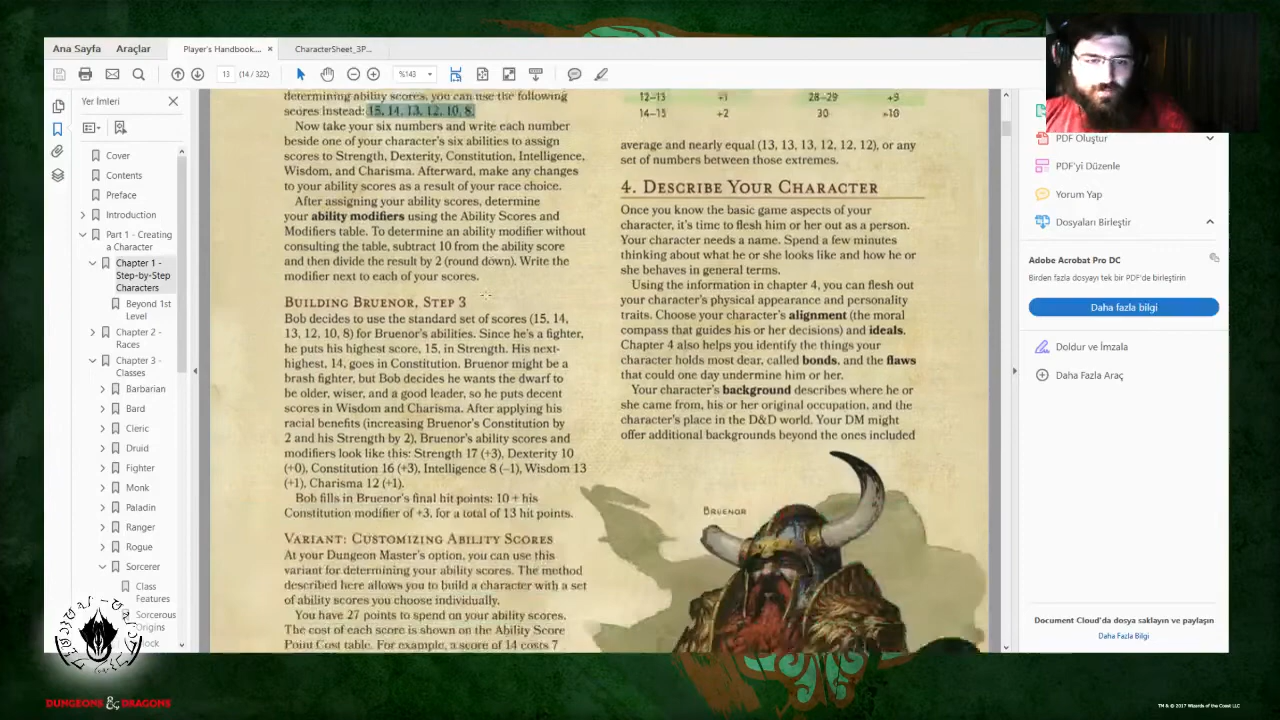 Ana Sayfa
Araçlar
Player's Handbook....
CharacterSheet_3P...
13
(14 / 322)
%143
Yer İmleri
Cover
Contents
Preface
Introduction
Part 1 - Creating
a Character
Chapter 1 -
Step-by-Step
Characters
Beyond 1st
Level
Chapter 2 -
Races
Chapter 3 -
Classes
Barbarian
Bard
Cleric
Druid
Fighter
Monk
Paladin
Ranger
Rogue
Sorcerer
Class
Features
Sorcerous
Origins
determining ability scores, you can use the following
scores instead: 15, 14, 13, 12, 10, 8.
Now take your six numbers and write each number
beside one of your character's six abilities to assign
scores to Strength, Dexterity, Constitution, Intelligence,
Wisdom, and Charisma. Afterward, make any changes
to your ability scores as a result of your race choice.
After assigning your ability scores, determine
your ability modifiers using the Ability Scores and
Modifiers table. To determine an ability modifier without
consulting the table, subtract 10 from the ability score
and then divide the result by 2 (round down). Write the
modifier next to each of your scores.
Building Bruenor, Step 3
Bob decides to use the standard set of scores (15, 14,
13, 12, 10, 8) for Bruenor's abilities. Since he's a fighter,
he puts his highest score, 15, in Strength. His next-
highest, 14, goes in Constitution. Bruenor might be a
brash fighter, but Bob decides he wants the dwarf to
be older, wiser, and a good leader, so he puts decent
scores in Wisdom and Charisma. After applying his
racial benefits (increasing Bruenor's Constitution by
2 and his Strength by 2), Bruenor's ability scores and
modifiers look like this: Strength 17 (+3), Dexterity 10
(+0), Constitution 16 (+3), Intelligence 8 (−1), Wisdom 13
(+1), Charisma 12 (+1).
Bob fills in Bruenor's final hit points: 10 + his
Constitution modifier of +3, for a total of 13 hit points.
Variant: Customizing Ability Scores
At your Dungeon Master's option, you can use this
variant for determining your ability scores. The method
described here allows you to build a character with a set
of ability scores you choose individually.
You have 27 points to spend on your ability scores.
The cost of each score is shown on the Ability Score
Point Cost table. For example, a score of 14 costs 7
12–13 +1 28–29 +9
14–15 +2 30 +10
average and nearly equal (13, 13, 13, 12, 12, 12), or any
set of numbers between those extremes.
4. Describe Your Character
Once you know the basic game aspects of your
character, it's time to flesh him or her out as a person.
Your character needs a name. Spend a few minutes
thinking about what he or she looks like and how he or
she behaves in general terms.
Using the information in chapter 4, you can flesh out
your character's physical appearance and personality
traits. Choose your character's alignment (the moral
compass that guides his or her decisions) and ideals.
Chapter 4 also helps you identify the things your
character holds most dear, called bonds, and the flaws
that could one day undermine him or her.
Your character's background describes where he or
she came from, his or her original occupation, and the
character's place in the D&D world. Your DM might
offer additional backgrounds beyond the ones included
Bruenor
PDF Oluştur
PDF'yi Düzenle
Yorum Yap
Dosyaları Birleştir
Adobe Acrobat Pro DC
Birden fazla dosyayı tek bir PDF'de birleştirin
Daha fazla bilgi
Doldur ve İmzala
Daha Fazla Araç
Document Cloud'da dosya saklayın ve paylaşın
Daha Fazla Bilgi
DUNGEONS & DRAGONS
TM & © 2017 Wizards of the Coast LLC